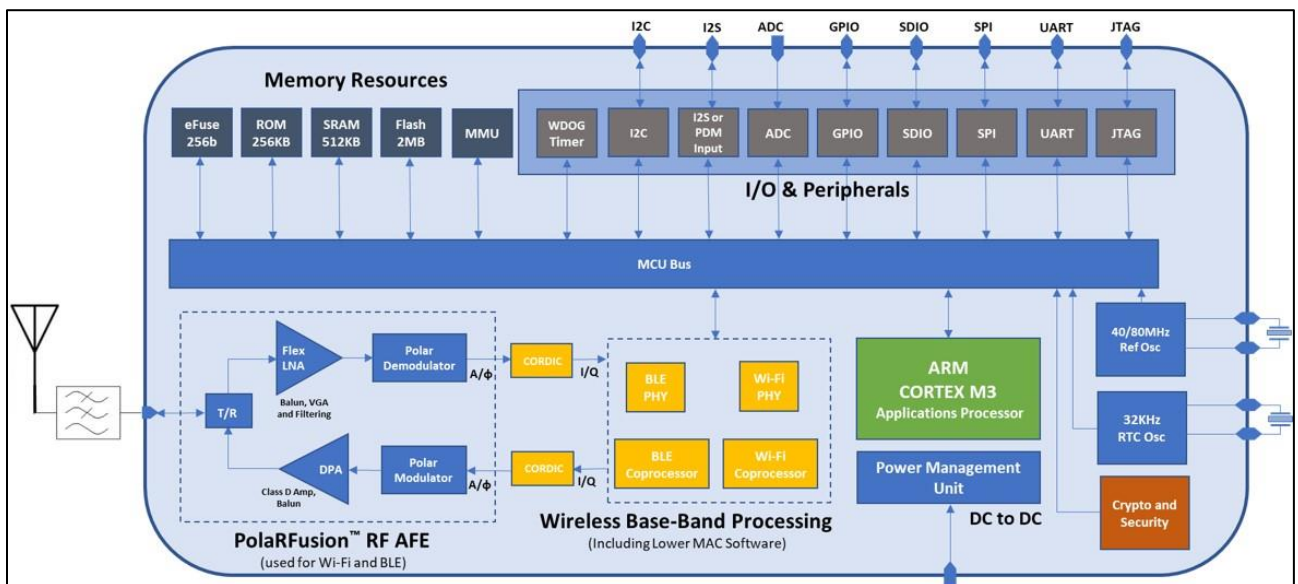 I2C
I2S
ADC
GPIO
SDIO
SPI
UART
JTAG
Memory Resources
eFuse
256b
ROM
256KB
SRAM
512KB
Flash
2MB
MMU
WDOG
Timer
I2C
I2S or
PDM
Input
ADC
GPIO
SDIO
SPI
UART
JTAG
I/O & Peripherals
MCU Bus
Flex
LNA
Balun, VGA
and Filtering
Polar
Demodulator
A/ϕ
CORDIC
I/Q
T/R
DPA
Class D Amp,
Balun
Polar
Modulator
A/ϕ
CORDIC
I/Q
PolaRFusion™ RF AFE
(used for Wi-Fi and BLE)
BLE
PHY
Wi-Fi
PHY
BLE
Coprocessor
Wi-Fi
Coprocessor
Wireless Base-Band Processing
(Including Lower MAC Software)
ARM
CORTEX M3
Applications Processor
Power Management
Unit
DC to DC
40/80MHz
Ref Osc
32KHz
RTC Osc
Crypto and
Security